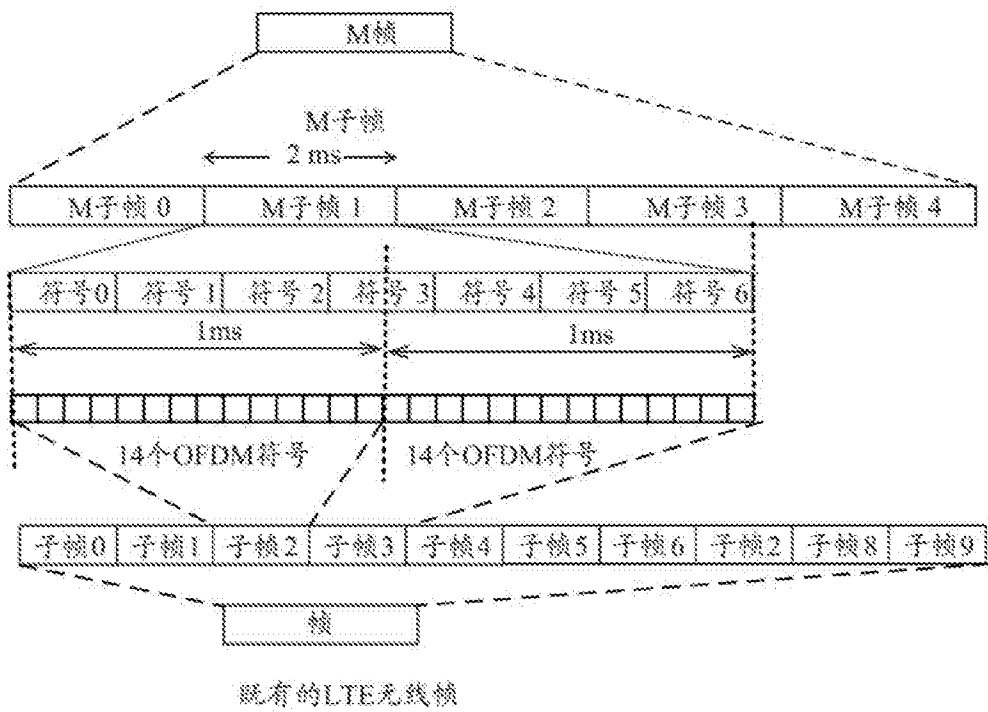 M帧
M子帧
2 ms
M子帧 0 M子帧 1 M子帧 2 M子帧 3 M子帧 4
符号0 符号 1 符号 2 符号 3 符号 4 符号 5 符号 6
1ms 1ms
14个OFDM符号 14个OFDM符号
子帧0 子帧1 子帧2 子帧3 子帧4 子帧5 子帧6 子帧2 子帧8 子帧9
帧
既有的LTE无线帧